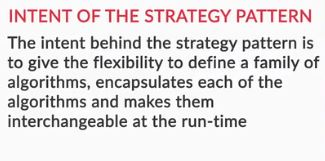 INTENT OF THE STRATEGY PATTERN
The intent behind the strategy pattern is
to give the flexibility to define a family of
algorithms, encapsulates each of the
algorithms and makes them
interchangeable at the run-time